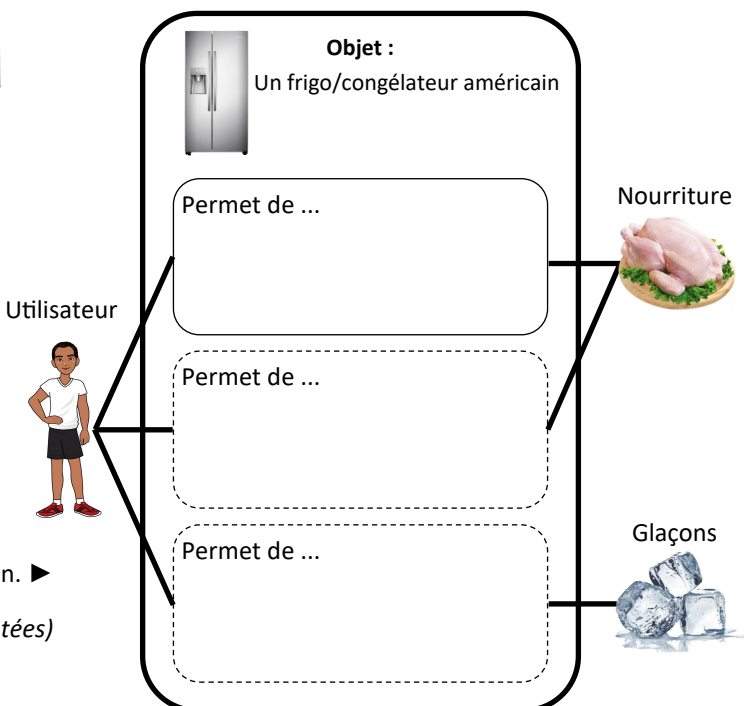 Objet :
Un frigo/congélateur américain
Permet de ...
Nourriture
Utilisateur
Permet de ...
Permet de ...
Glaçons
n. ►
tées)